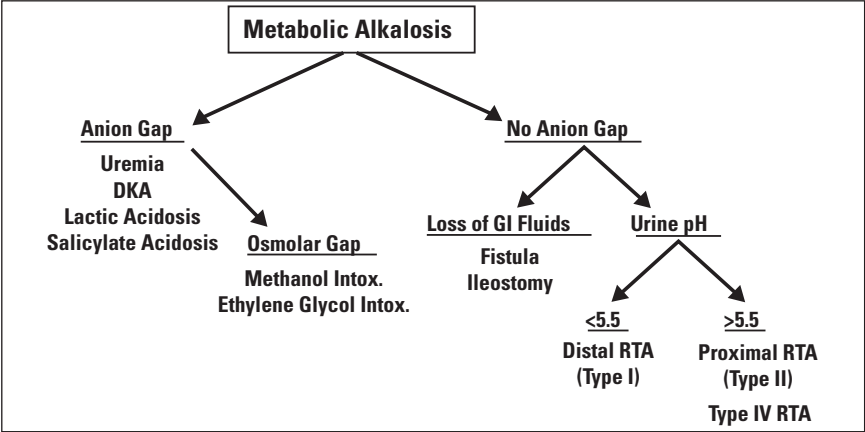 Metabolic Alkalosis
Anion Gap
Uremia
DKA
Lactic Acidosis
Salicylate Acidosis
Osmolar Gap
Methanol Intox.
Ethylene Glycol Intox.
No Anion Gap
Loss of GI Fluids
Fistula
Ileostomy
Urine pH
<5.5
Distal RTA
(Type I)
>5.5
Proximal RTA
(Type II)
Type IV RTA